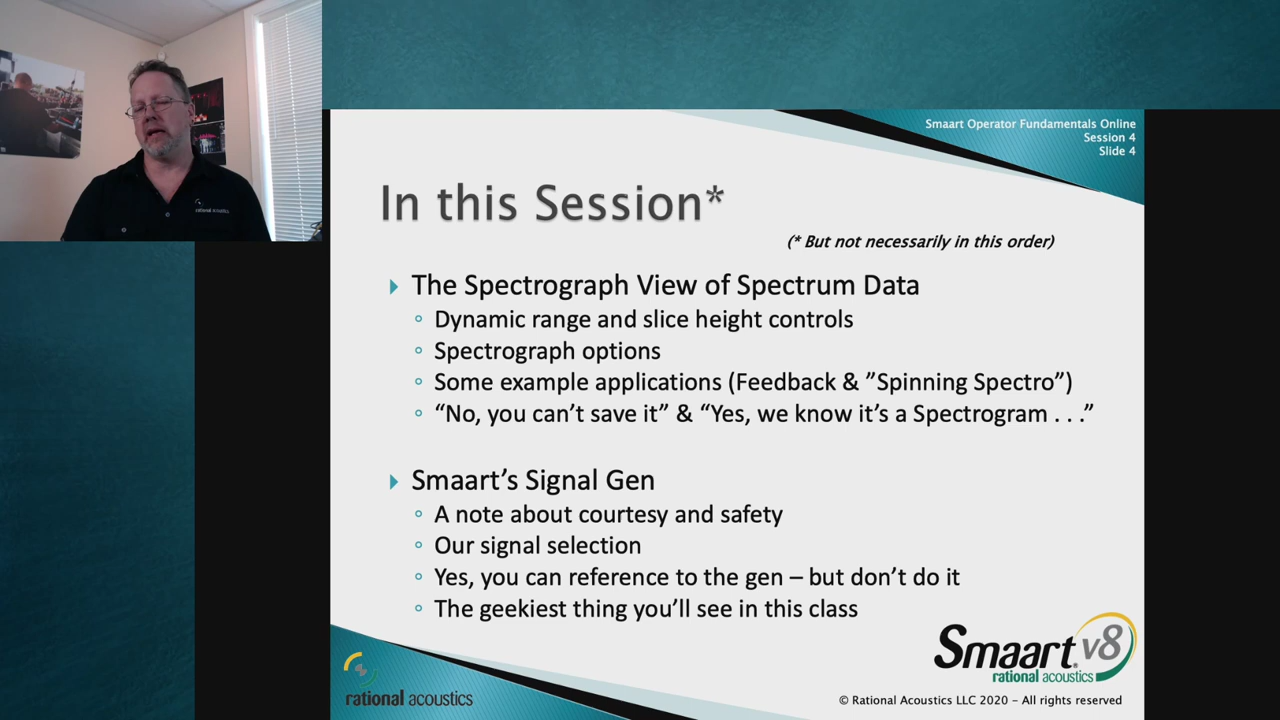 Smaart Operator Fundamentals Online
Session 4
Slide 4
In this Session*
(* But not necessarily in this order)
The Spectrograph View of Spectrum Data
Dynamic range and slice height controls
Spectrograph options
Some example applications (Feedback & ”Spinning Spectro”)
“No, you can’t save it” & “Yes, we know it’s a Spectrogram . . .”
Smaart’s Signal Gen
A note about courtesy and safety
Our signal selection
Yes, you can reference to the gen – but don’t do it
The geekiest thing you’ll see in this class
Smaart® v8
rational acoustics
rational acoustics
© Rational Acoustics LLC 2020 – All rights reserved
rational acoustics